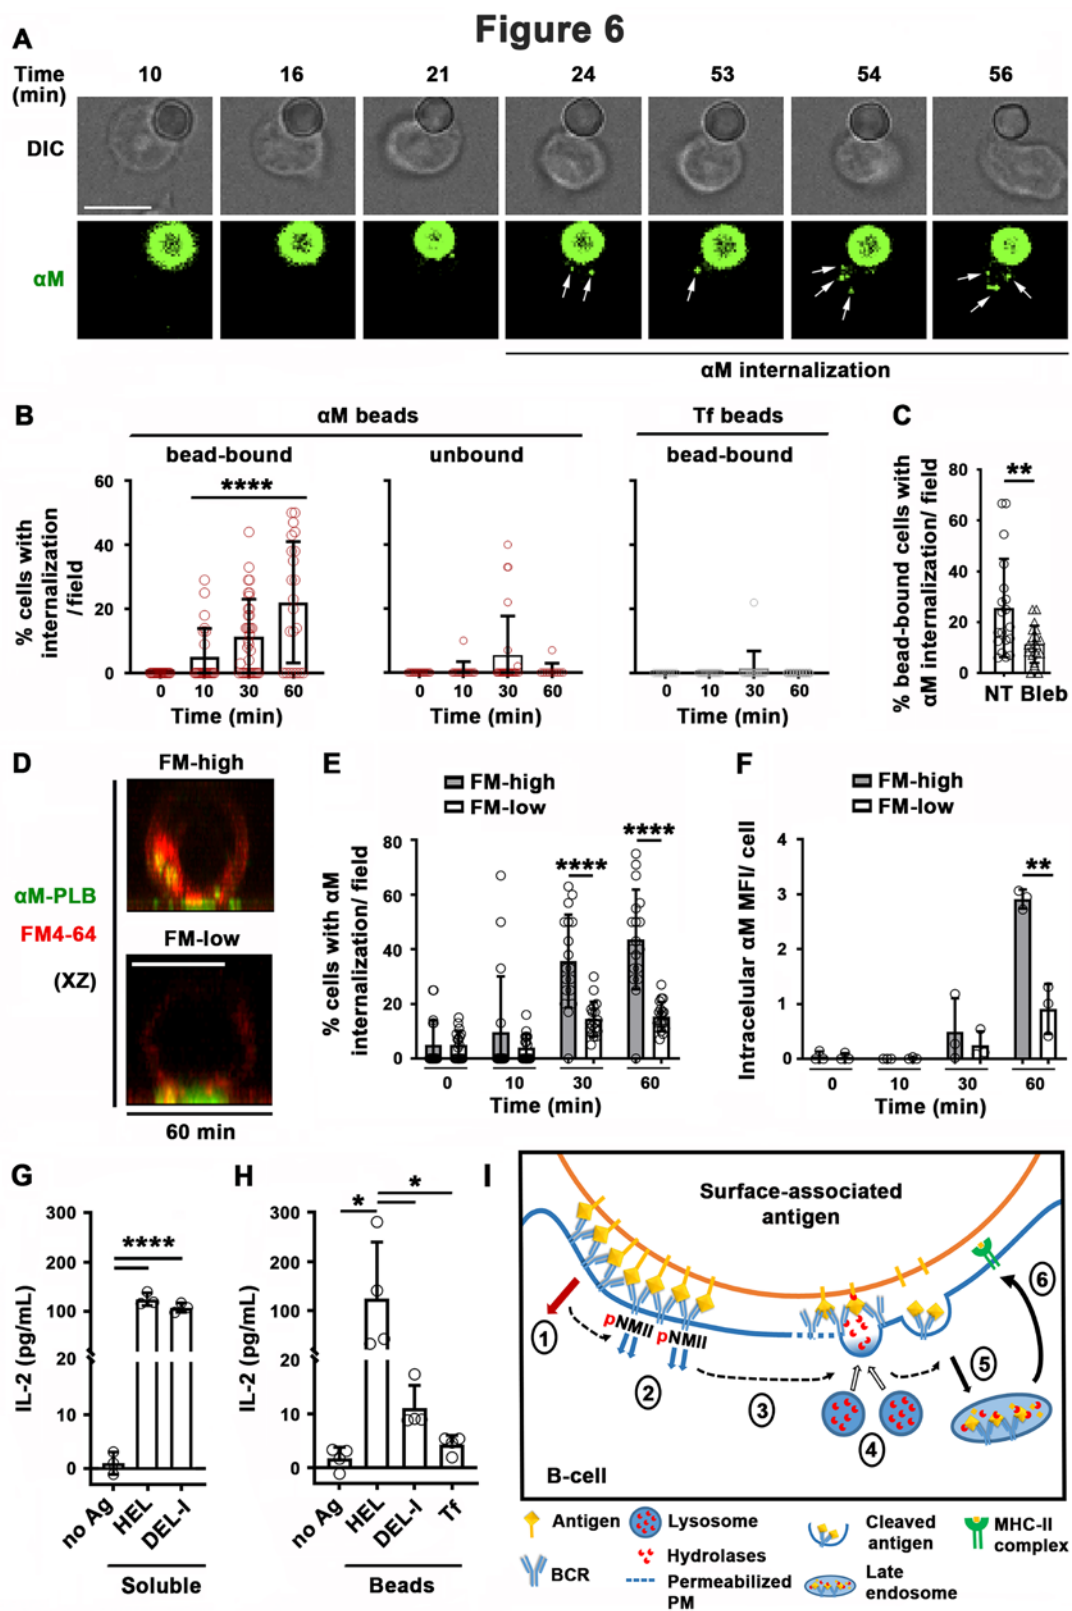 Figure 6
A
Time (min)
10 16 21 24 53 54 56
DIC
αM
αM internalization
B
αM beads
Tf beads
bead-bound
unbound
bead-bound
% cells with internalization /field
60
40
20
0
****
0 10 30 60
Time (min)
0 10 30 60
Time (min)
0 10 30 60
Time (min)
C
% bead-bound cells with αM internalization/ field
80
60
40
20
0
**
NT Bleb
D
FM-high
αM-PLB
FM4-64
FM-low
(XZ)
60 min
E
FM-high
FM-low
% cells with αM internalization/ field
80
60
40
20
0
****
****
0 10 30 60
Time (min)
F
FM-high
FM-low
Intracelular αM MFI/ cell
4
3
2
1
0
**
0 10 30 60
Time (min)
G
IL-2 (pg/mL)
300
200
100
20
10
0
****
no Ag HEL DEL-I
Soluble
H
IL-2 (pg/mL)
300
200
100
20
10
0
*
*
no Ag HEL DEL-I Tf
Beads
I
Surface-associated
antigen
1
pNMII pNMII
2
3
4
5
6
B-cell
Antigen
Lysosome
Cleaved antigen
MHC-II complex
BCR
Hydrolases
Permeabilized PM
Late endosome